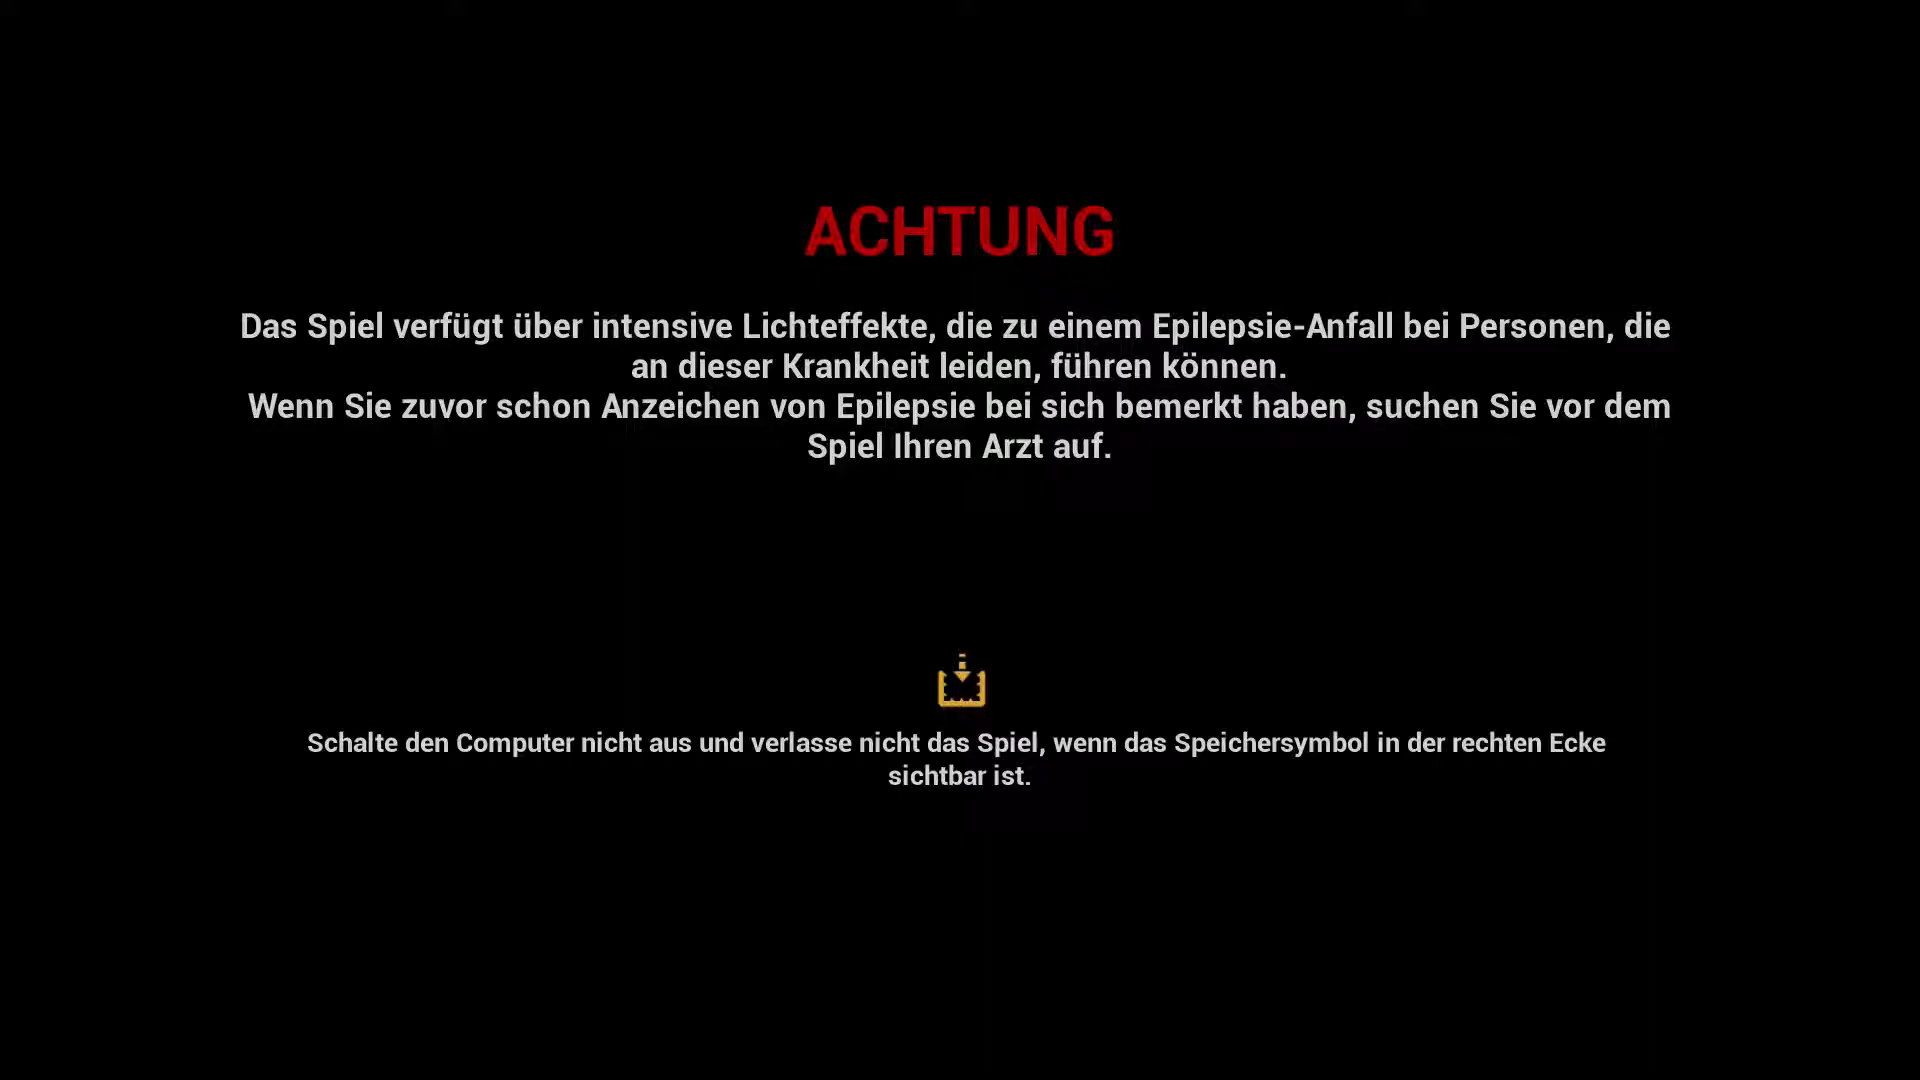 ACHTUNG
Das Spiel verfügt über intensive Lichteffekte, die zu einem Epilepsie-Anfall bei Personen, die
an dieser Krankheit leiden, führen können.
Wenn Sie zuvor schon Anzeichen von Epilepsie bei sich bemerkt haben, suchen Sie vor dem
Spiel Ihren Arzt auf.
Schalte den Computer nicht aus und verlasse nicht das Spiel, wenn das Speichersymbol in der rechten Ecke
sichtbar ist.